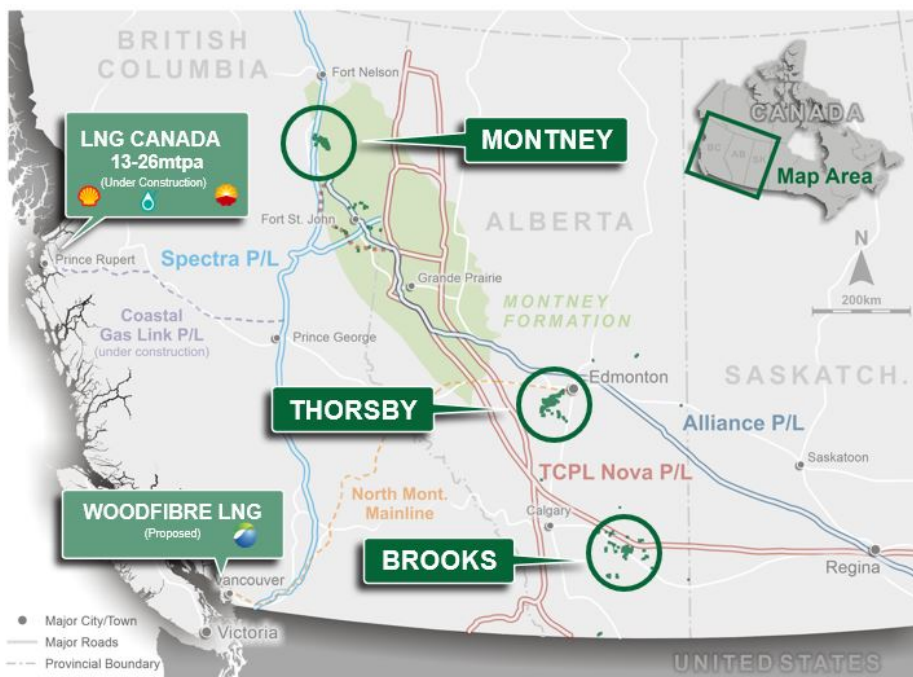 BRITISH
COLUMBIA
Fort Nelson
LNG CANADA
13-26mtpa
(Under Construction)
MONTNEY
CANADA
BC
AB
SK
Map Area
Fort St. John
ALBERTA
N
Prince Rupert
Spectra P/L
Grande Prairie
200km
Coastal
Gas Link P/L
(under construction)
MONTNEY
FORMATION
Prince George
Edmonton
SASKATCH.
THORSBY
Alliance P/L
Saskatoon
TCPL Nova P/L
North Mont.
Mainline
WOODFIBRE LNG
(Proposed)
Calgary
BROOKS
Regina
Vancouver
Major City/Town
Major Roads
Provincial Boundary
Victoria
UNITED STATES